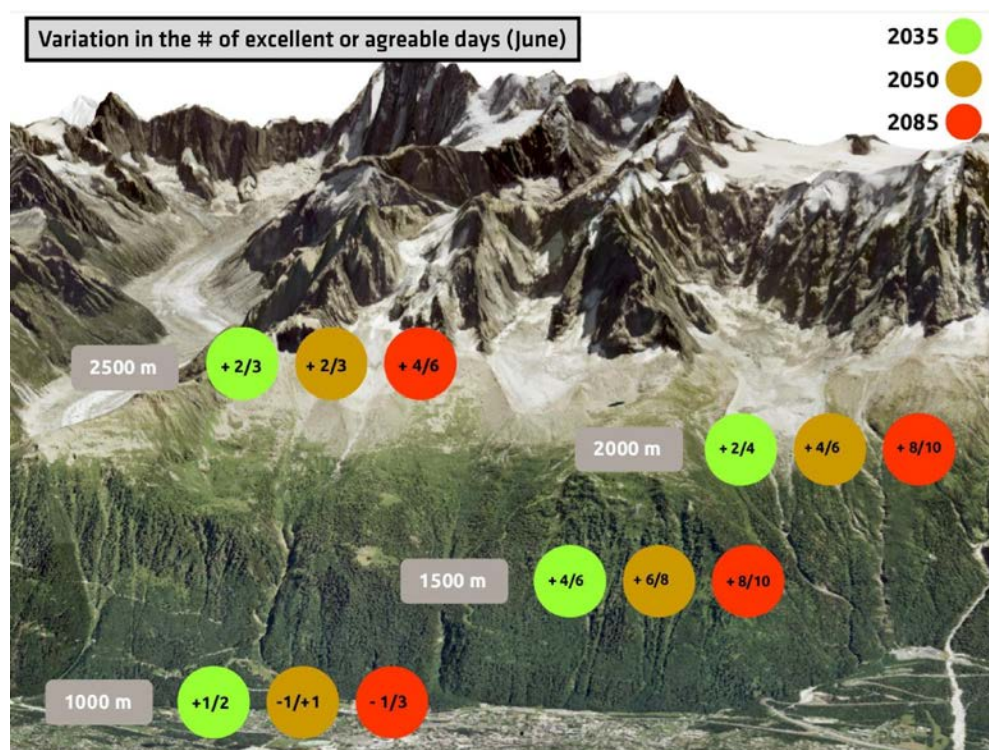 Variation in the # of excellent or agreable days (June)
2035
2050
2085
2500 m + 2/3 + 2/3 + 4/6
2000 m + 2/4 + 4/6 + 8/10
1500 m + 4/6 + 6/8 + 8/10
1000 m +1/2 -1/+1 - 1/3